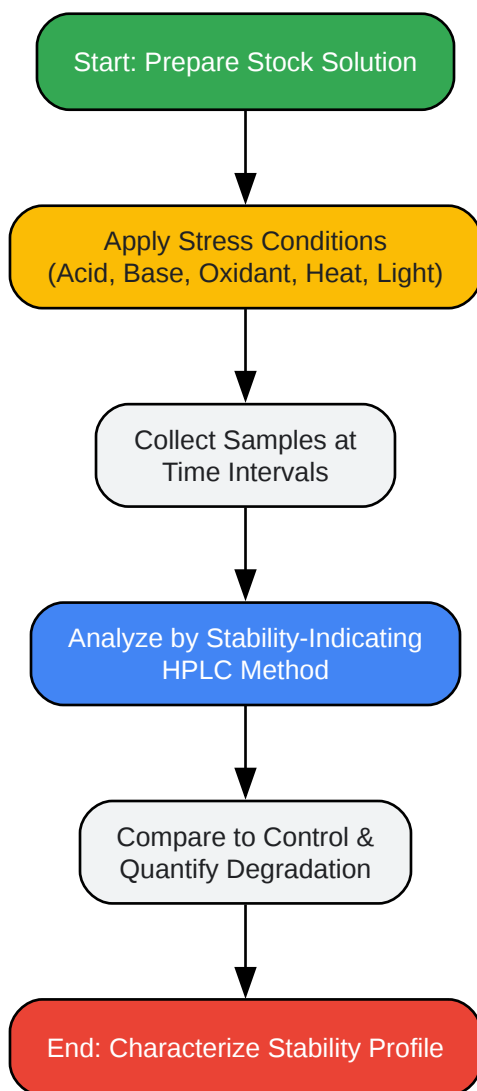 Start: Prepare Stock Solution
Apply Stress Conditions
(Acid, Base, Oxidant, Heat, Light)
Collect Samples at
Time Intervals
Analyze by Stability-Indicating
HPLC Method
Compare to Control &
Quantify Degradation
End: Characterize Stability Profile